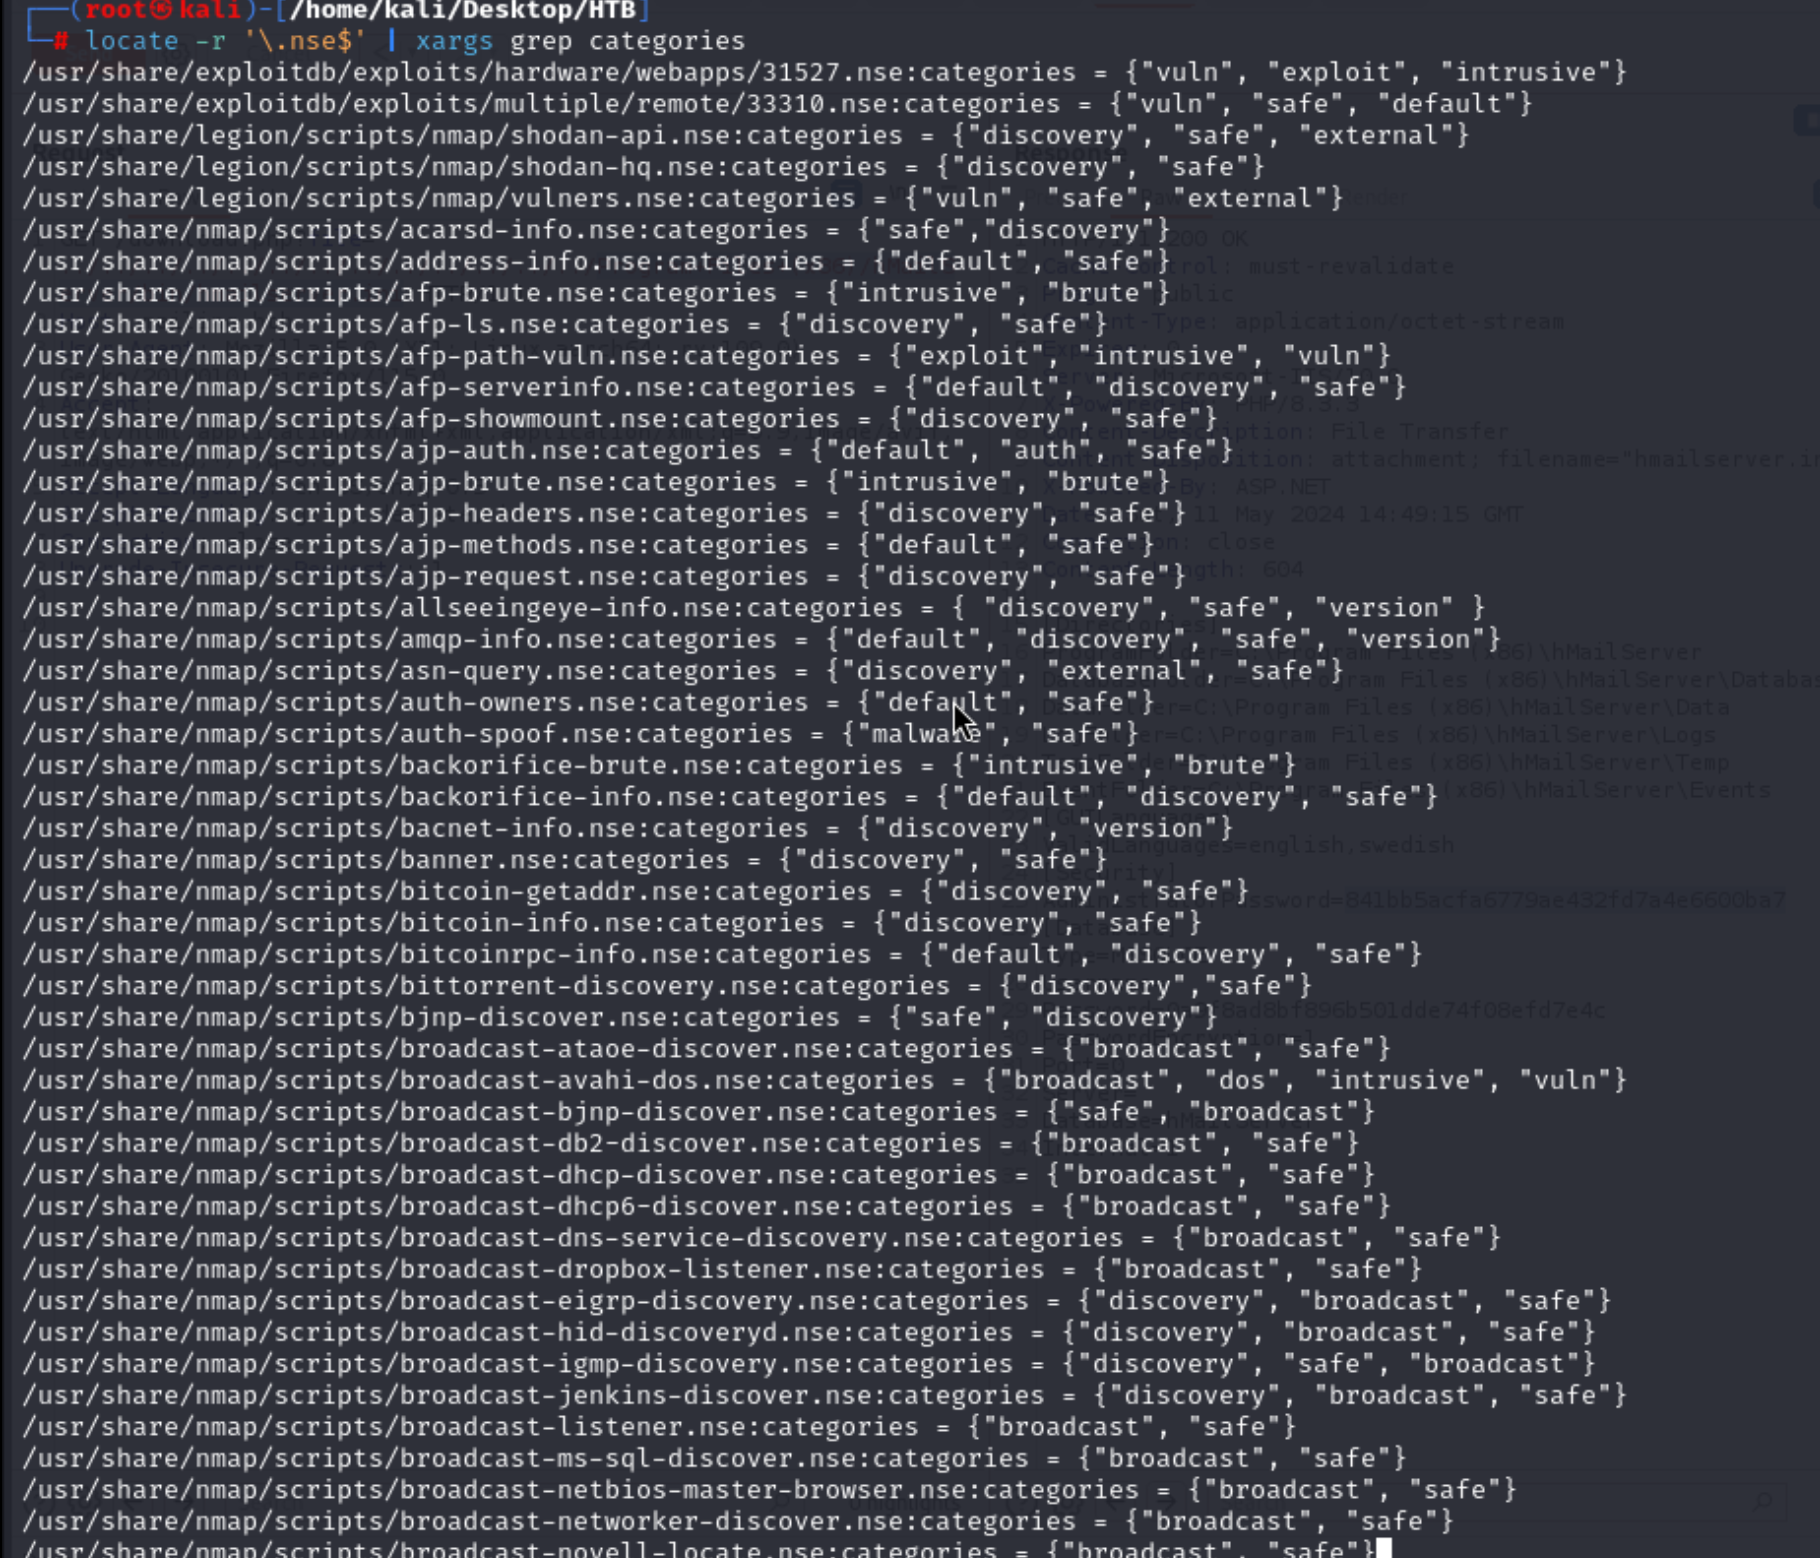 ┌──(root㉿kali)-[/home/kali/Desktop/HTB]
└─# locate -r '\.nse$' | xargs grep categories
/usr/share/exploitdb/exploits/hardware/webapps/31527.nse:categories = {"vuln", "exploit", "intrusive"}
/usr/share/exploitdb/exploits/multiple/remote/33310.nse:categories = {"vuln", "safe", "default"}
/usr/share/legion/scripts/nmap/shodan-api.nse:categories = {"discovery", "safe", "external"}
/usr/share/legion/scripts/nmap/shodan-hq.nse:categories = {"discovery", "safe"}
/usr/share/legion/scripts/nmap/vulners.nse:categories = {"vuln", "safe", "external"}
/usr/share/nmap/scripts/acarsd-info.nse:categories = {"safe","discovery"}
/usr/share/nmap/scripts/address-info.nse:categories = {"default", "safe"}
/usr/share/nmap/scripts/afp-brute.nse:categories = {"intrusive", "brute"}
/usr/share/nmap/scripts/afp-ls.nse:categories = {"discovery", "safe"}
/usr/share/nmap/scripts/afp-path-vuln.nse:categories = {"exploit", "intrusive", "vuln"}
/usr/share/nmap/scripts/afp-serverinfo.nse:categories = {"default", "discovery", "safe"}
/usr/share/nmap/scripts/afp-showmount.nse:categories = {"discovery", "safe"}
/usr/share/nmap/scripts/ajp-auth.nse:categories = {"default", "auth", "safe"}
/usr/share/nmap/scripts/ajp-brute.nse:categories = {"intrusive", "brute"}
/usr/share/nmap/scripts/ajp-headers.nse:categories = {"discovery", "safe"}
/usr/share/nmap/scripts/ajp-methods.nse:categories = {"default", "safe"}
/usr/share/nmap/scripts/ajp-request.nse:categories = {"discovery", "safe"}
/usr/share/nmap/scripts/allseeingeye-info.nse:categories = { "discovery", "safe", "version" }
/usr/share/nmap/scripts/amqp-info.nse:categories = {"default", "discovery", "safe", "version"}
/usr/share/nmap/scripts/asn-query.nse:categories = {"discovery", "external", "safe"}
/usr/share/nmap/scripts/auth-owners.nse:categories = {"default", "safe"}
/usr/share/nmap/scripts/auth-spoof.nse:categories = {"malware", "safe"}
/usr/share/nmap/scripts/backorifice-brute.nse:categories = {"intrusive", "brute"}
/usr/share/nmap/scripts/backorifice-info.nse:categories = {"default", "discovery", "safe"}
/usr/share/nmap/scripts/bacnet-info.nse:categories = {"discovery", "version"}
/usr/share/nmap/scripts/banner.nse:categories = {"discovery", "safe"}
/usr/share/nmap/scripts/bitcoin-getaddr.nse:categories = {"discovery", "safe"}
/usr/share/nmap/scripts/bitcoin-info.nse:categories = {"discovery", "safe"}
/usr/share/nmap/scripts/bitcoinrpc-info.nse:categories = {"default", "discovery", "safe"}
/usr/share/nmap/scripts/bittorrent-discovery.nse:categories = {"discovery","safe"}
/usr/share/nmap/scripts/bjnp-discover.nse:categories = {"safe", "discovery"}
/usr/share/nmap/scripts/broadcast-ataoe-discover.nse:categories = {"broadcast", "safe"}
/usr/share/nmap/scripts/broadcast-avahi-dos.nse:categories = {"broadcast", "dos", "intrusive", "vuln"}
/usr/share/nmap/scripts/broadcast-bjnp-discover.nse:categories = {"safe", "broadcast"}
/usr/share/nmap/scripts/broadcast-db2-discover.nse:categories = {"broadcast", "safe"}
/usr/share/nmap/scripts/broadcast-dhcp-discover.nse:categories = {"broadcast", "safe"}
/usr/share/nmap/scripts/broadcast-dhcp6-discover.nse:categories = {"broadcast", "safe"}
/usr/share/nmap/scripts/broadcast-dns-service-discovery.nse:categories = {"broadcast", "safe"}
/usr/share/nmap/scripts/broadcast-dropbox-listener.nse:categories = {"broadcast", "safe"}
/usr/share/nmap/scripts/broadcast-eigrp-discovery.nse:categories = {"discovery", "broadcast", "safe"}
/usr/share/nmap/scripts/broadcast-hid-discoveryd.nse:categories = {"discovery", "broadcast", "safe"}
/usr/share/nmap/scripts/broadcast-igmp-discovery.nse:categories = {"discovery", "safe", "broadcast"}
/usr/share/nmap/scripts/broadcast-jenkins-discover.nse:categories = {"discovery", "broadcast", "safe"}
/usr/share/nmap/scripts/broadcast-listener.nse:categories = {"broadcast", "safe"}
/usr/share/nmap/scripts/broadcast-ms-sql-discover.nse:categories = {"broadcast", "safe"}
/usr/share/nmap/scripts/broadcast-netbios-master-browser.nse:categories = {"broadcast", "safe"}
/usr/share/nmap/scripts/broadcast-networker-discover.nse:categories = {"broadcast", "safe"}
/usr/share/nmap/scripts/broadcast-novell-locate.nse:categories = {"broadcast", "safe"}